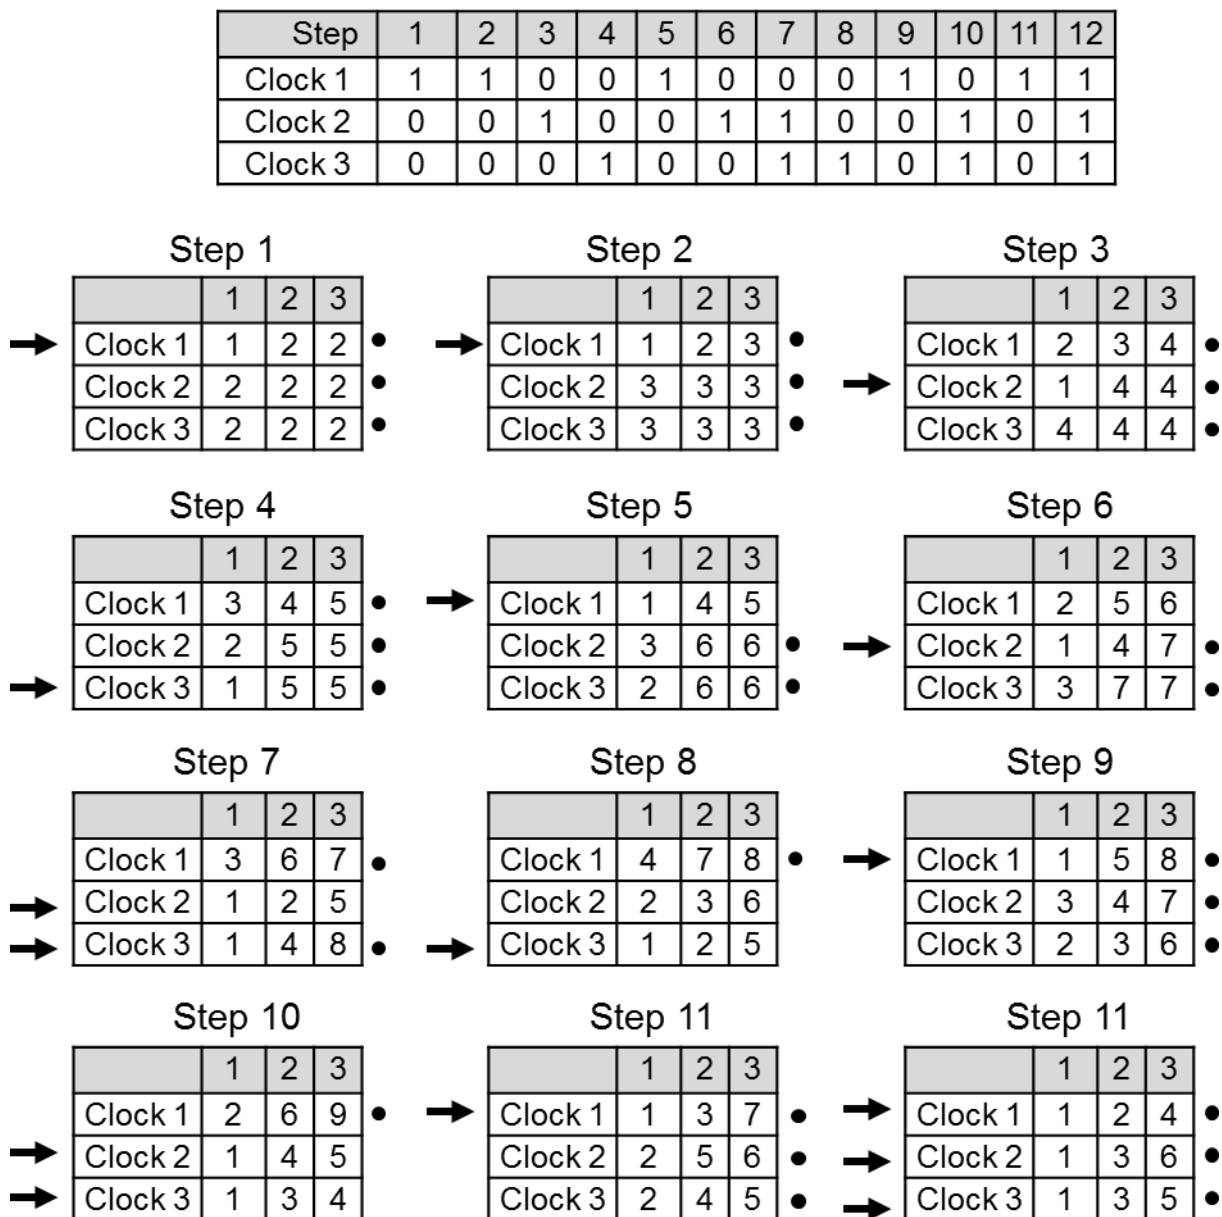 Step 1 2 3 4 5 6 7 8 9 10 11 12
Clock 1 1 1 0 0 1 0 0 0 1 0 1 1
Clock 2 0 0 1 0 0 1 1 0 0 1 0 1
Clock 3 0 0 0 1 0 0 1 1 0 1 0 1
Step 1
1 2 3
Clock 1 1 2 2
Clock 2 2 2 2
Clock 3 2 2 2
Step 2
1 2 3
Clock 1 1 2 3
Clock 2 3 3 3
Clock 3 3 3 3
Step 3
1 2 3
Clock 1 2 3 4
Clock 2 1 4 4
Clock 3 4 4 4
Step 4
1 2 3
Clock 1 3 4 5
Clock 2 2 5 5
Clock 3 1 5 5
Step 5
1 2 3
Clock 1 1 4 5
Clock 2 3 6 6
Clock 3 2 6 6
Step 6
1 2 3
Clock 1 2 5 6
Clock 2 1 4 7
Clock 3 3 7 7
Step 7
1 2 3
Clock 1 3 6 7
Clock 2 1 2 5
Clock 3 1 4 8
Step 8
1 2 3
Clock 1 4 7 8
Clock 2 2 3 6
Clock 3 1 2 5
Step 9
1 2 3
Clock 1 1 5 8
Clock 2 3 4 7
Clock 3 2 3 6
Step 10
1 2 3
Clock 1 2 6 9
Clock 2 1 4 5
Clock 3 1 3 4
Step 11
1 2 3
Clock 1 1 3 7
Clock 2 2 5 6
Clock 3 2 4 5
Step 11
1 2 3
Clock 1 1 2 4
Clock 2 1 3 6
Clock 3 1 3 5